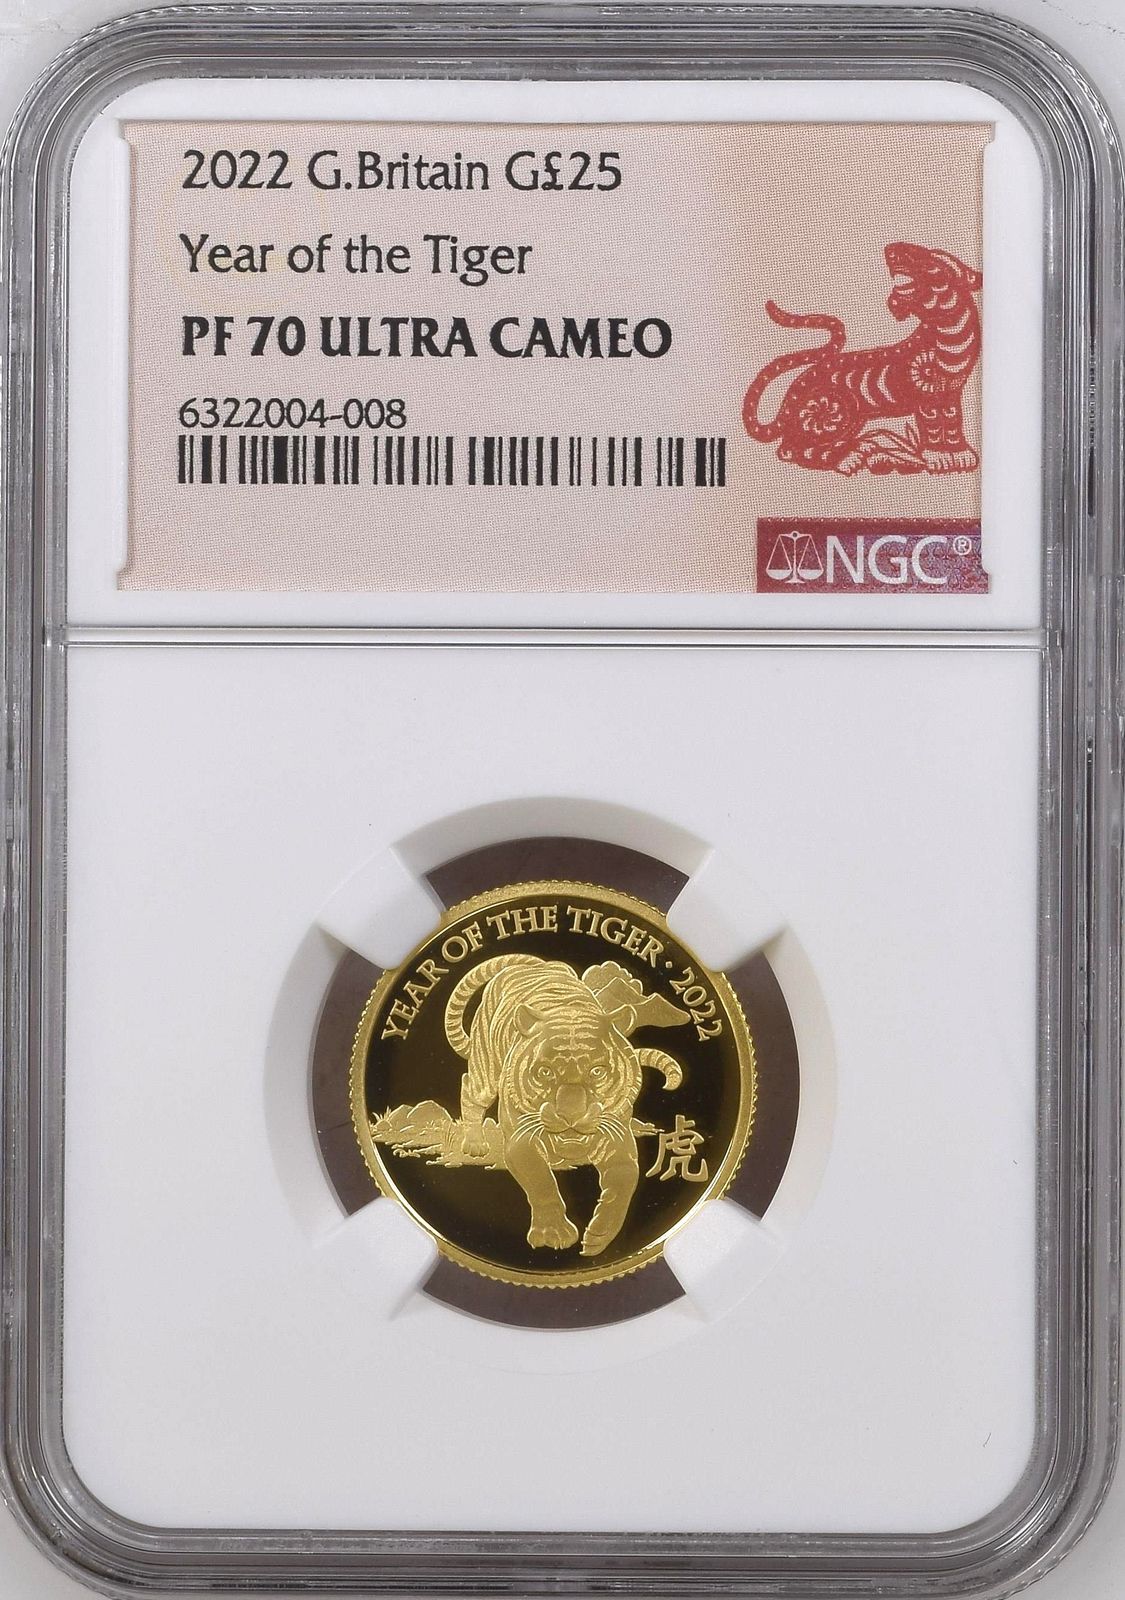 2022 G.Britain G£25
Year of the Tiger
PF 70 ULTRA CAMEO
6322004-008
NGC®
YEAR OF THE TIGER · 2022
虎